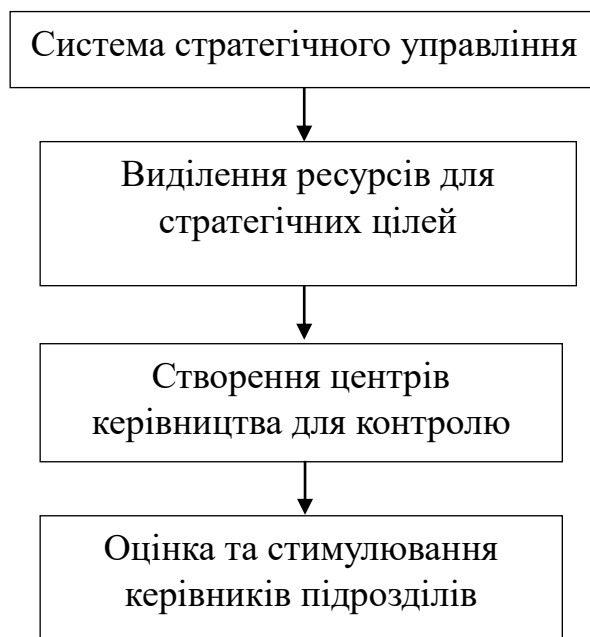 Система стратегічного управління
Виділення ресурсів для
стратегічних цілей
Створення центрів
керівництва для контролю
Оцінка та стимулювання
керівників підрозділів